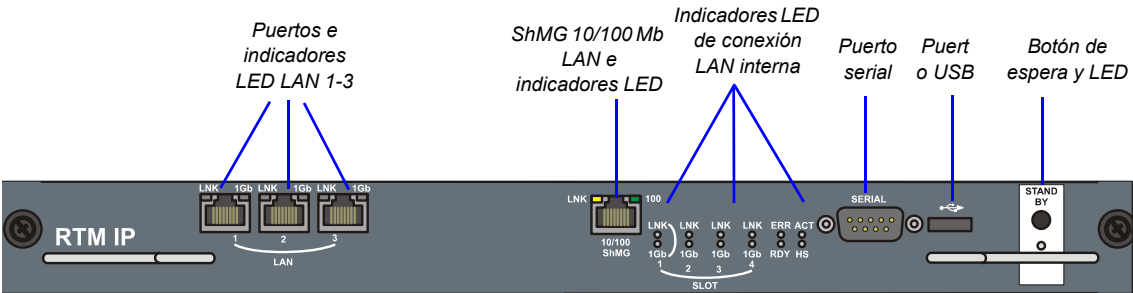 Puertos e
indicadores
LED LAN 1-3
ShMG 10/100 Mb
LAN e
indicadores LED
Indicadores LED
de conexión
LAN interna
Puerto
serial
Puert
o USB
Botón de
espera y LED
LNK 1Gb LNK 1Gb LNK 1Gb
1 2 3
LAN
RTM IP
LNK 100
10/100
ShMG
LNK LNK LNK LNK ERR ACT
1Gb 1Gb 1Gb 1Gb RDY HS
1 2 3 4
SLOT
SERIAL
STAND
BY